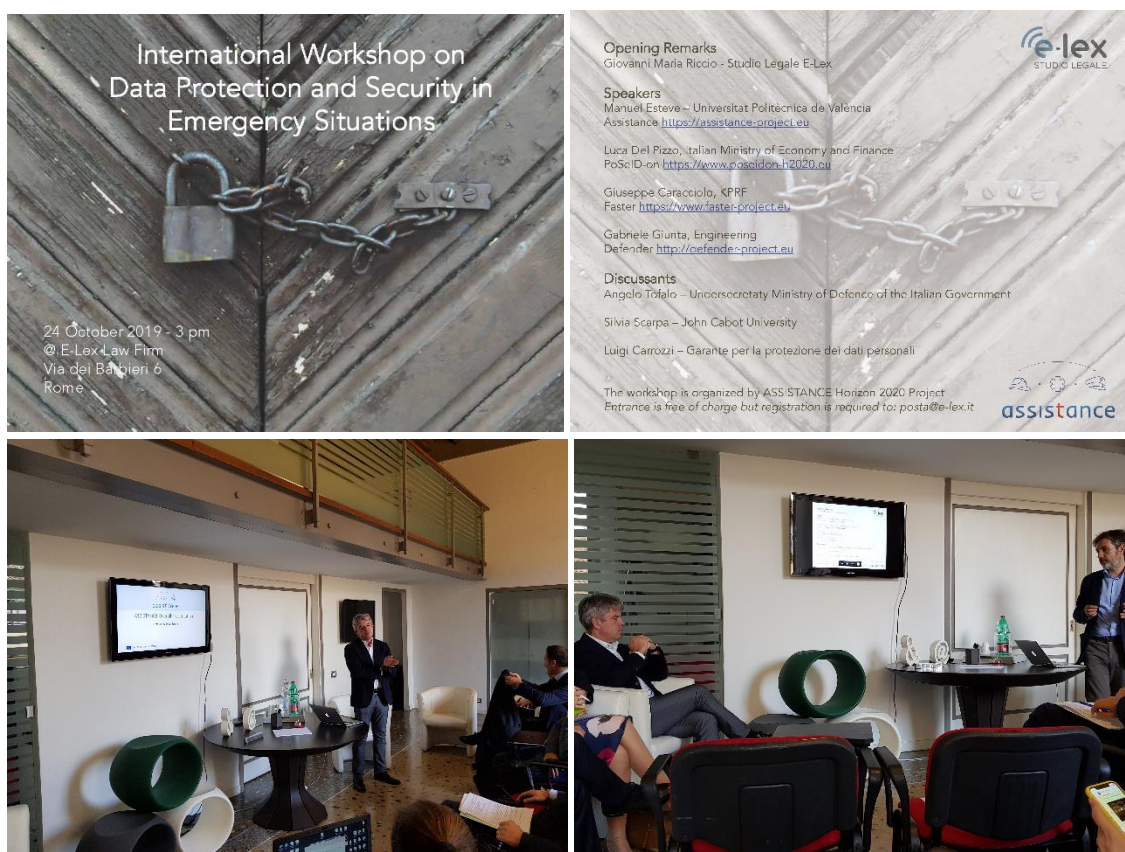 International Workshop on
Data Protection and Security in
Emergency Situations
24 October 2019 - 3 pm
@ E-Lex Law Firm
Via dei Barbieri 6
Rome
e-lex
STUDIO LEGALE
Opening Remarks
Giovanni Maria Riccio - Studio Legale E-Lex
Speakers
Manuel Esteve – Universitat Politècnica de València
Assistance https://assistance-project.eu
Luca Del Pizzo, Italian Ministry of Economy and Finance
PoSeID-on https://www.poseidon-h2020.eu
Giuseppe Caracciolo, KPRF
Faster https://www.faster-project.eu
Gabriele Giunta, Engineering
Defender http://defender-project.eu
Discussants
Angelo Tofalo – Undersecretaty Ministry of Defence of the Italian Government
Silvia Scarpa – John Cabot University
Luigi Carrozzi – Garante per la protezione dei dati personali
The workshop is organized by ASSISTANCE Horizon 2020 Project
Entrance is free of charge but registration is required to: posta@e-lex.it
assistance